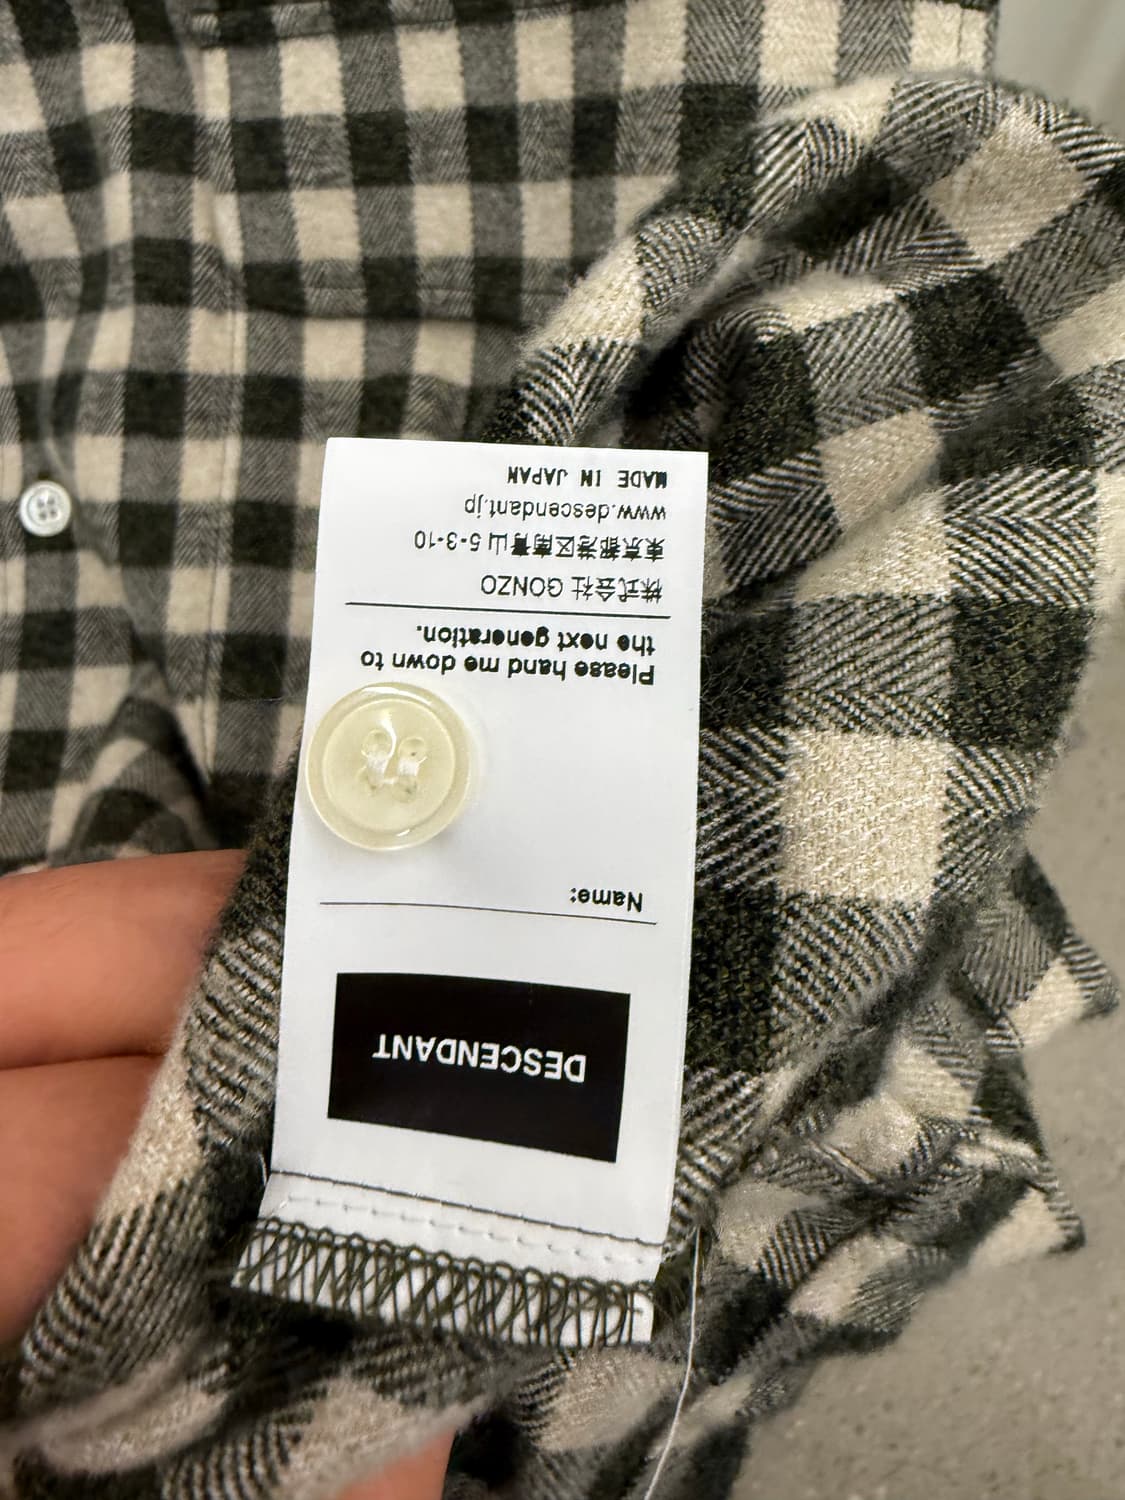 DESCENDANT
Name:
Please hand me down to
the next generation.
株式会社 GONZO
東京都港区南青山 5-3-10
www.descendant.jp
MADE IN JAPAN